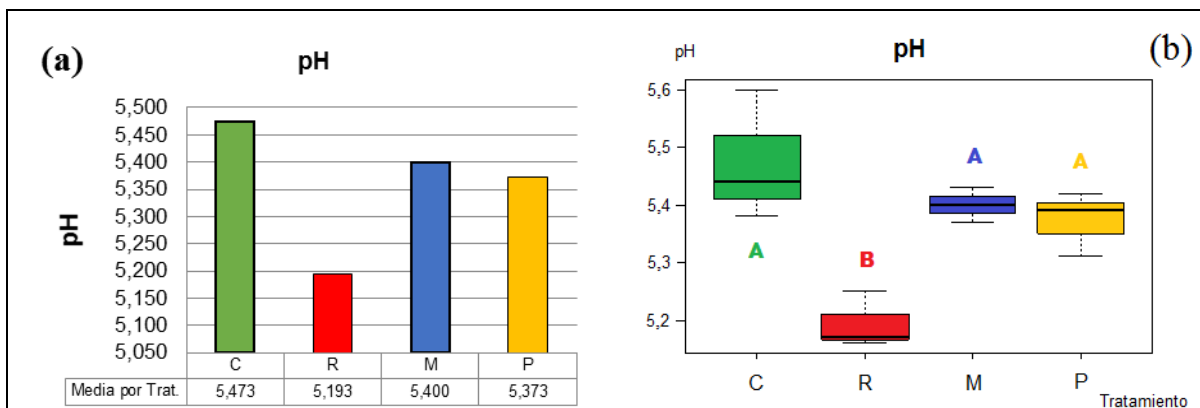 (a)
pH
pH
5,500
5,450
5,400
5,350
5,300
5,250
5,200
5,150
5,100
5,050
C R M P
Media por Trat. 5,473 5,193 5,400 5,373
(b)
pH
pH
5,6
5,5
5,4
5,3
5,2
A
B
A
A
C R M P
Tratamiento